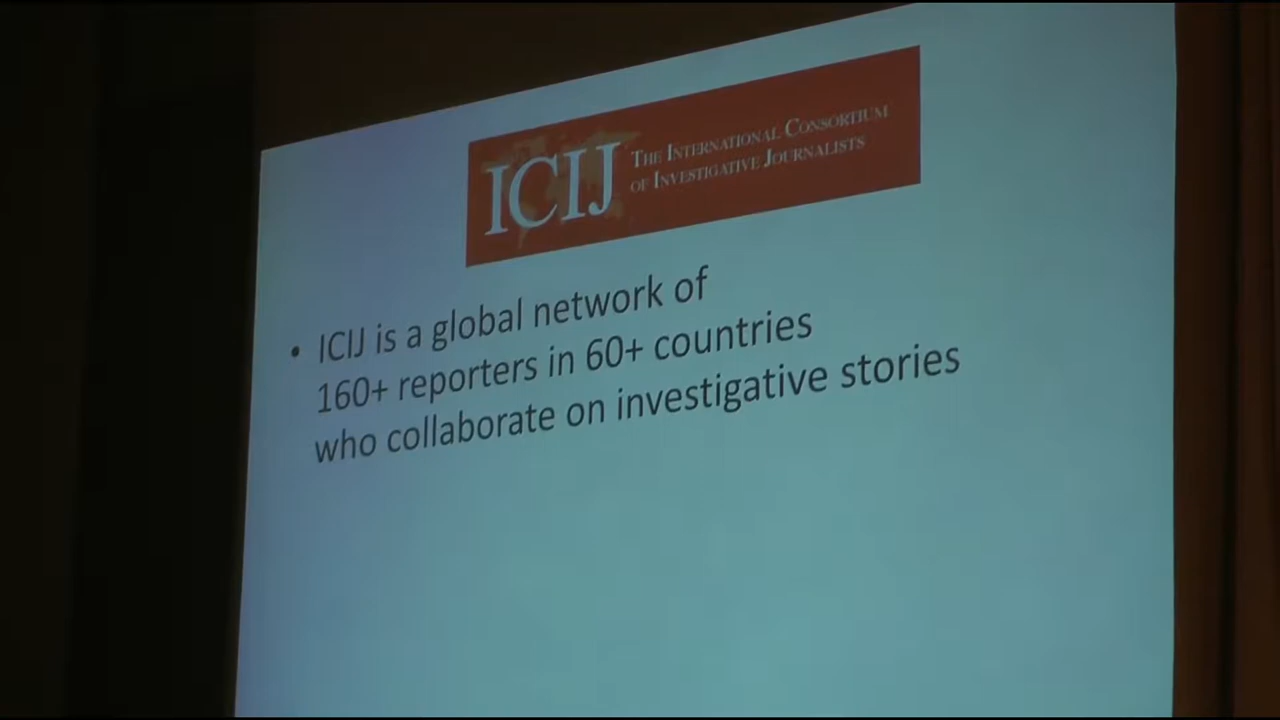 ICIJ
THE INTERNATIONAL CONSORTIUM
OF INVESTIGATIVE JOURNALISTS
• ICIJ is a global network of
160+ reporters in 60+ countries
who collaborate on investigative stories